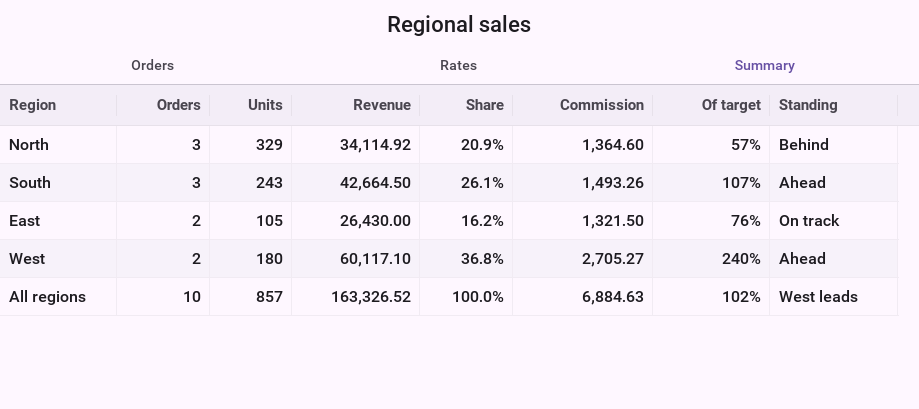 Regional sales
Orders Rates Summary
Region Orders Units Revenue Share Commission Of target Standing
North 3 329 34,114.92 20.9% 1,364.60 57% Behind
South 3 243 42,664.50 26.1% 1,493.26 107% Ahead
East 2 105 26,430.00 16.2% 1,321.50 76% On track
West 2 180 60,117.10 36.8% 2,705.27 240% Ahead
All regions 10 857 163,326.52 100.0% 6,884.63 102% West leads